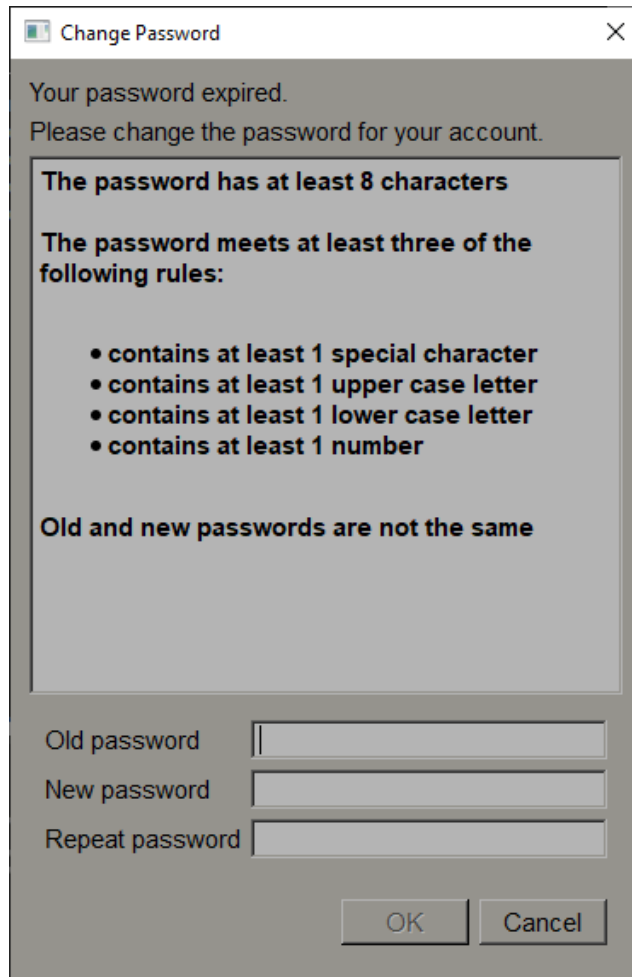 Change Password
Your password expired.
Please change the password for your account.
The password has at least 8 characters
The password meets at least three of the
following rules:
• contains at least 1 special character
• contains at least 1 upper case letter
• contains at least 1 lower case letter
• contains at least 1 number
Old and new passwords are not the same
Old password
New password
Repeat password
OK Cancel